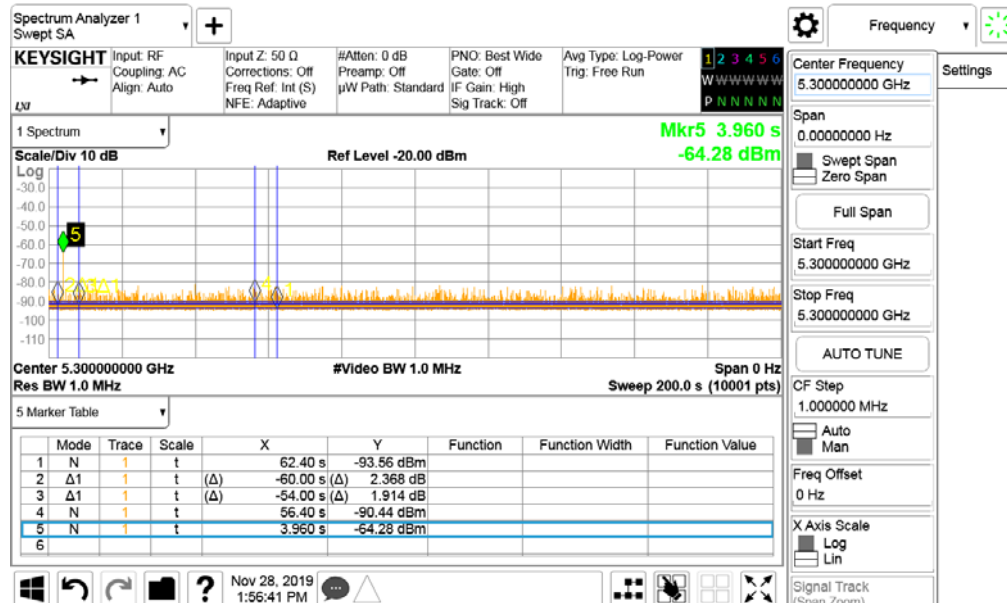 Spectrum Analyzer 1
Swept SA
Frequency
KEYSIGHT
Input: RF
Coupling: AC
Align: Auto
Input Z: 50 Ω
Corrections: Off
Freq Ref: Int (S)
NFE: Adaptive
#Atten: 0 dB
Preamp: Off
µW Path: Standard
PNO: Best Wide
Gate: Off
IF Gain: High
Sig Track: Off
Avg Type: Log-Power
Trig: Free Run
1 2 3 4 5 6
W W W W W W
P N N N N N
LXI
1 Spectrum
Scale/Div 10 dB
Ref Level -20.00 dBm
Mkr5 3.960 s
-64.28 dBm
Log
-30.0
-40.0
-50.0
-60.0
-70.0
-80.0
-90.0
-100
-110
5
Center 5.300000000 GHz
#Video BW 1.0 MHz
Span 0 Hz
Res BW 1.0 MHz
Sweep 200.0 s (10001 pts)
5 Marker Table
Mode Trace Scale X Y Function Function Width Function Value
1 N 1 t 62.40 s -93.56 dBm
2 Δ1 1 t (Δ) -60.00 s (Δ) 2.368 dB
3 Δ1 1 t (Δ) -54.00 s (Δ) 1.914 dB
4 N 1 t 56.40 s -90.44 dBm
5 N 1 t 3.960 s -64.28 dBm
6
Nov 28, 2019
1:56:41 PM
Center Frequency
5.300000000 GHz
Span
0.00000000 Hz
Swept Span
Zero Span
Full Span
Start Freq
5.300000000 GHz
Stop Freq
5.300000000 GHz
AUTO TUNE
CF Step
1.000000 MHz
Auto
Man
Freq Offset
0 Hz
X Axis Scale
Log
Lin
Signal Track
(Span Zoom)
Settings